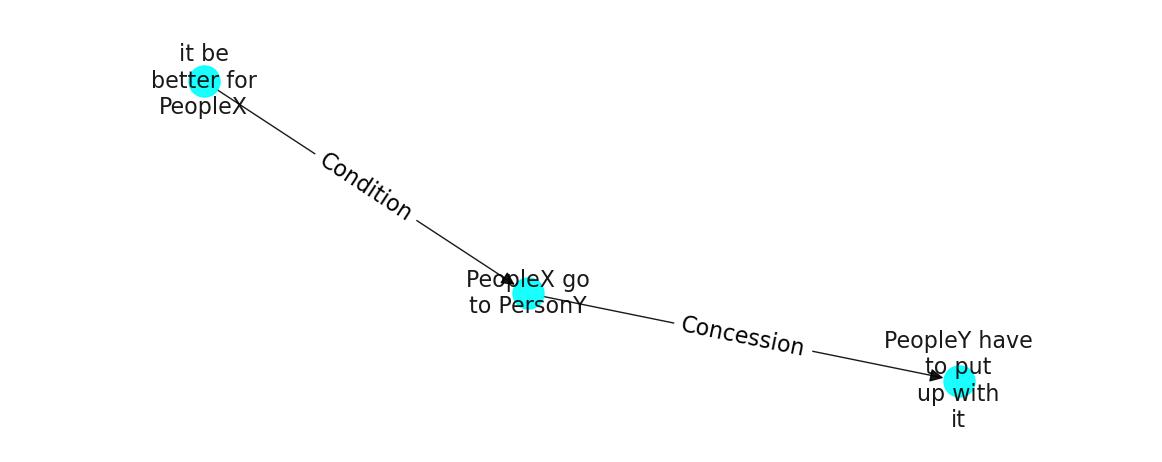 it be
better for
PeopleX
Condition
PeopleX go
to PersonY
Concession
PeopleY have
to put
up with
it